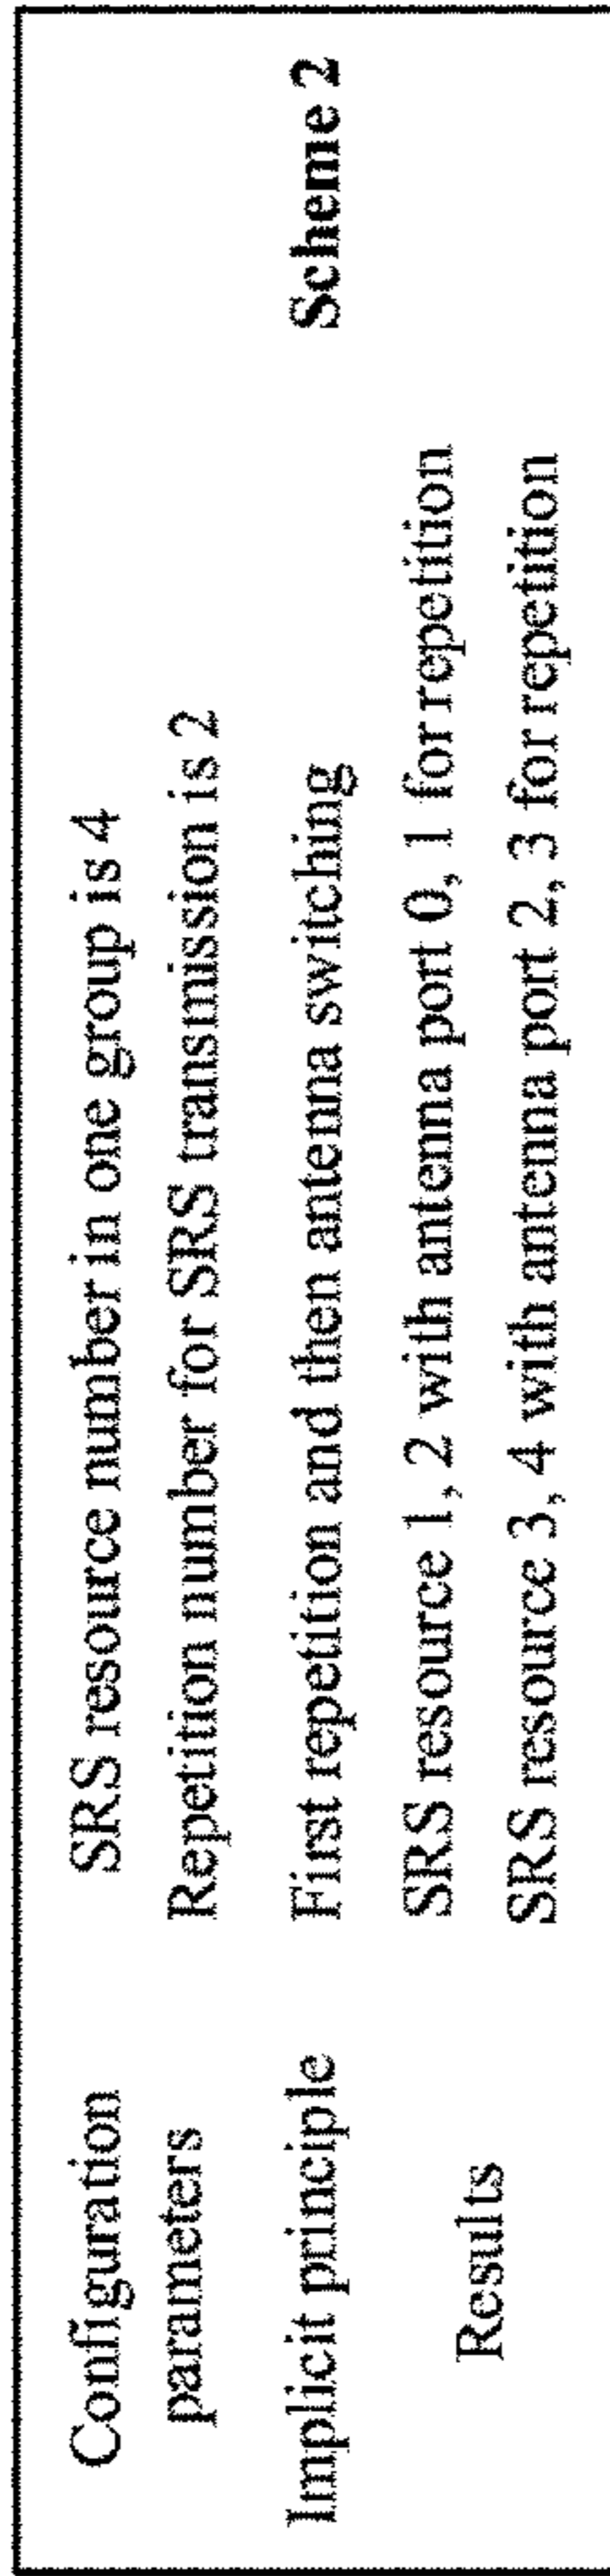 Configuration parameters
SRS resource number in one group is 4
Repetition number for SRS transmission is 2
Implicit principle
First repetition and then antenna switching
Scheme 2
Results
SRS resource 1, 2 with antenna port 0, 1 for repetition
SRS resource 3, 4 with antenna port 2, 3 for repetition